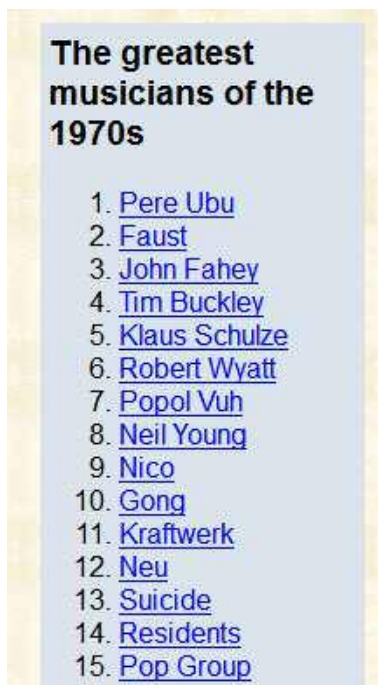 The greatest
musicians of the
1970s
1. Pere Ubu
2. Faust
3. John Fahey
4. Tim Buckley
5. Klaus Schulze
6. Robert Wyatt
7. Popol Vuh
8. Neil Young
9. Nico
10. Gong
11. Kraftwerk
12. Neu
13. Suicide
14. Residents
15. Pop Group